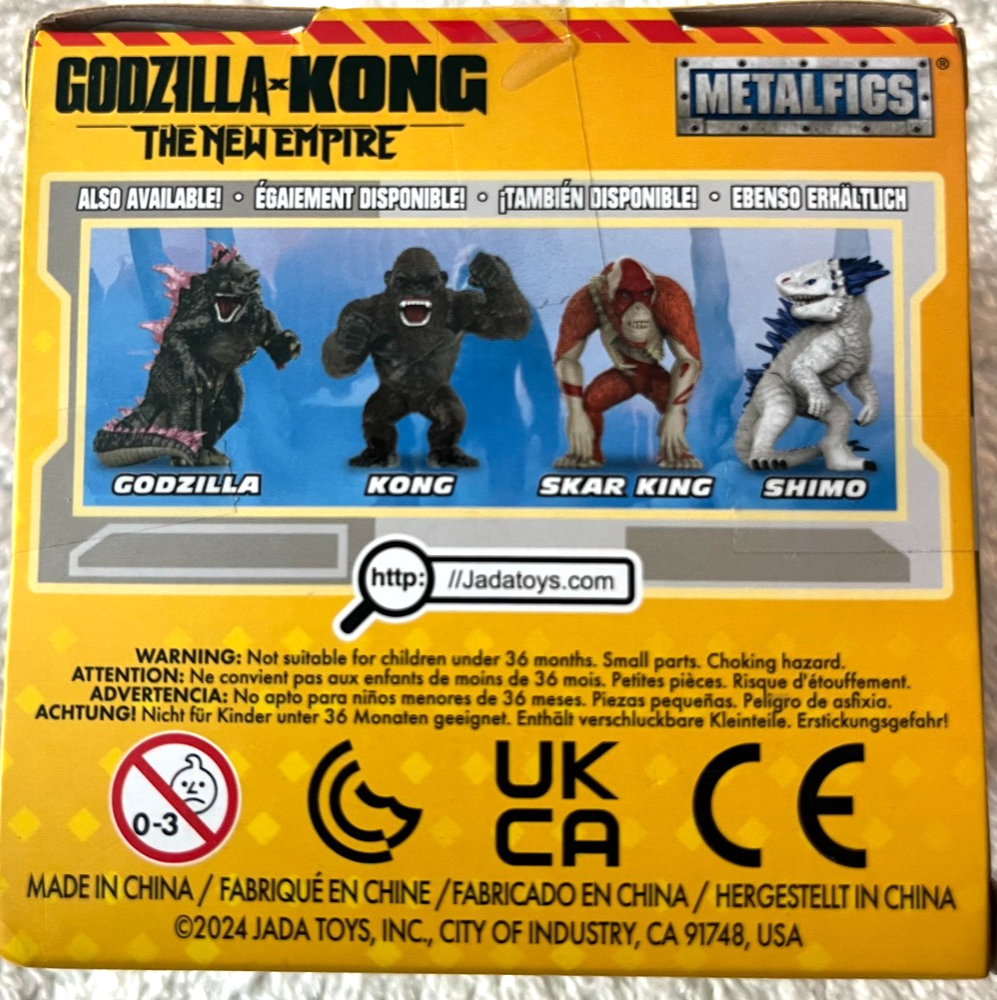 GODZILLA x KONG
THE NEW EMPIRE
METALFIGS®
ALSO AVAILABLE! • ÉGAIEMENT DISPONIBLE! • ¡TAMBIÉN DISPONIBLE! • EBENSO ERHÄLTLICH
GODZILLA KONG SKAR KING SHIMO
http: //Jadatoys.com
WARNING: Not suitable for children under 36 months. Small parts. Choking hazard.
ATTENTION: Ne convient pas aux enfants de moins de 36 mois. Petites pièces. Risque d'étouffement.
ADVERTENCIA: No apto para niños menores de 36 meses. Piezas pequeñas. Peligro de asfixia.
ACHTUNG! Nicht für Kinder unter 36 Monaten geeignet. Enthält verschluckbare Kleinteile. Erstickungsgefahr!
0-3
UK
CA
CE
MADE IN CHINA / FABRIQUÉ EN CHINE / FABRICADO EN CHINA / HERGESTELLT IN CHINA
©2024 JADA TOYS, INC., CITY OF INDUSTRY, CA 91748, USA